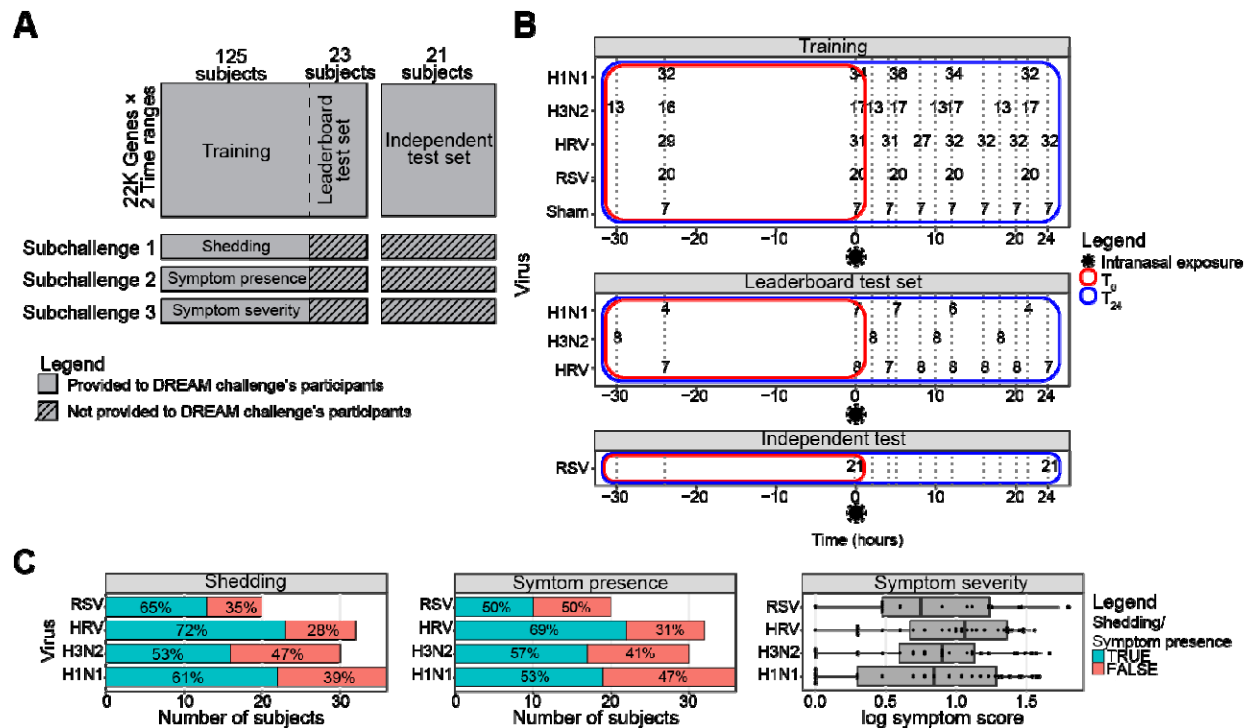 A
125 subjects
23 subjects
21 subjects
22K Genes ×
2 Time ranges
Training
Leaderboard
test set
Independent
test set
Subchallenge 1
Shedding
Subchallenge 2
Symptom presence
Subchallenge 3
Symptom severity
Legend
Provided to DREAM challenge's participants
Not provided to DREAM challenge's participants
B
Training
H1N1 32 34 36 34 32
H3N2 13 16 17 13 17 13 17 13 17
HRV 29 31 31 27 32 32 32 32
RSV 20 20 20 20 20
Sham 7 7 7 7 7 7 7 7
−30 −20 −10 0 10 20 24
Virus
Leaderboard test set
H1N1 4 7 7 6 4
H3N2 8 8 8 8
HRV 7 8 7 8 8 8 8 7
−30 −20 −10 0 10 20 24
Independent test
RSV 21 21
−30 −20 −10 0 10 20 24
Time (hours)
Legend
Intranasal exposure
T0
T24
C
Shedding
RSV 65% 35%
HRV 72% 28%
H3N2 53% 47%
H1N1 61% 39%
Virus
0 10 20 30
Number of subjects
Symtom presence
RSV 50% 50%
HRV 69% 31%
H3N2 57% 41%
H1N1 53% 47%
0 10 20 30
Number of subjects
Symptom severity
RSV
HRV
H3N2
H1N1
0.0 0.5 1.0 1.5
log symptom score
Legend
Shedding/
Symptom presence
TRUE
FALSE